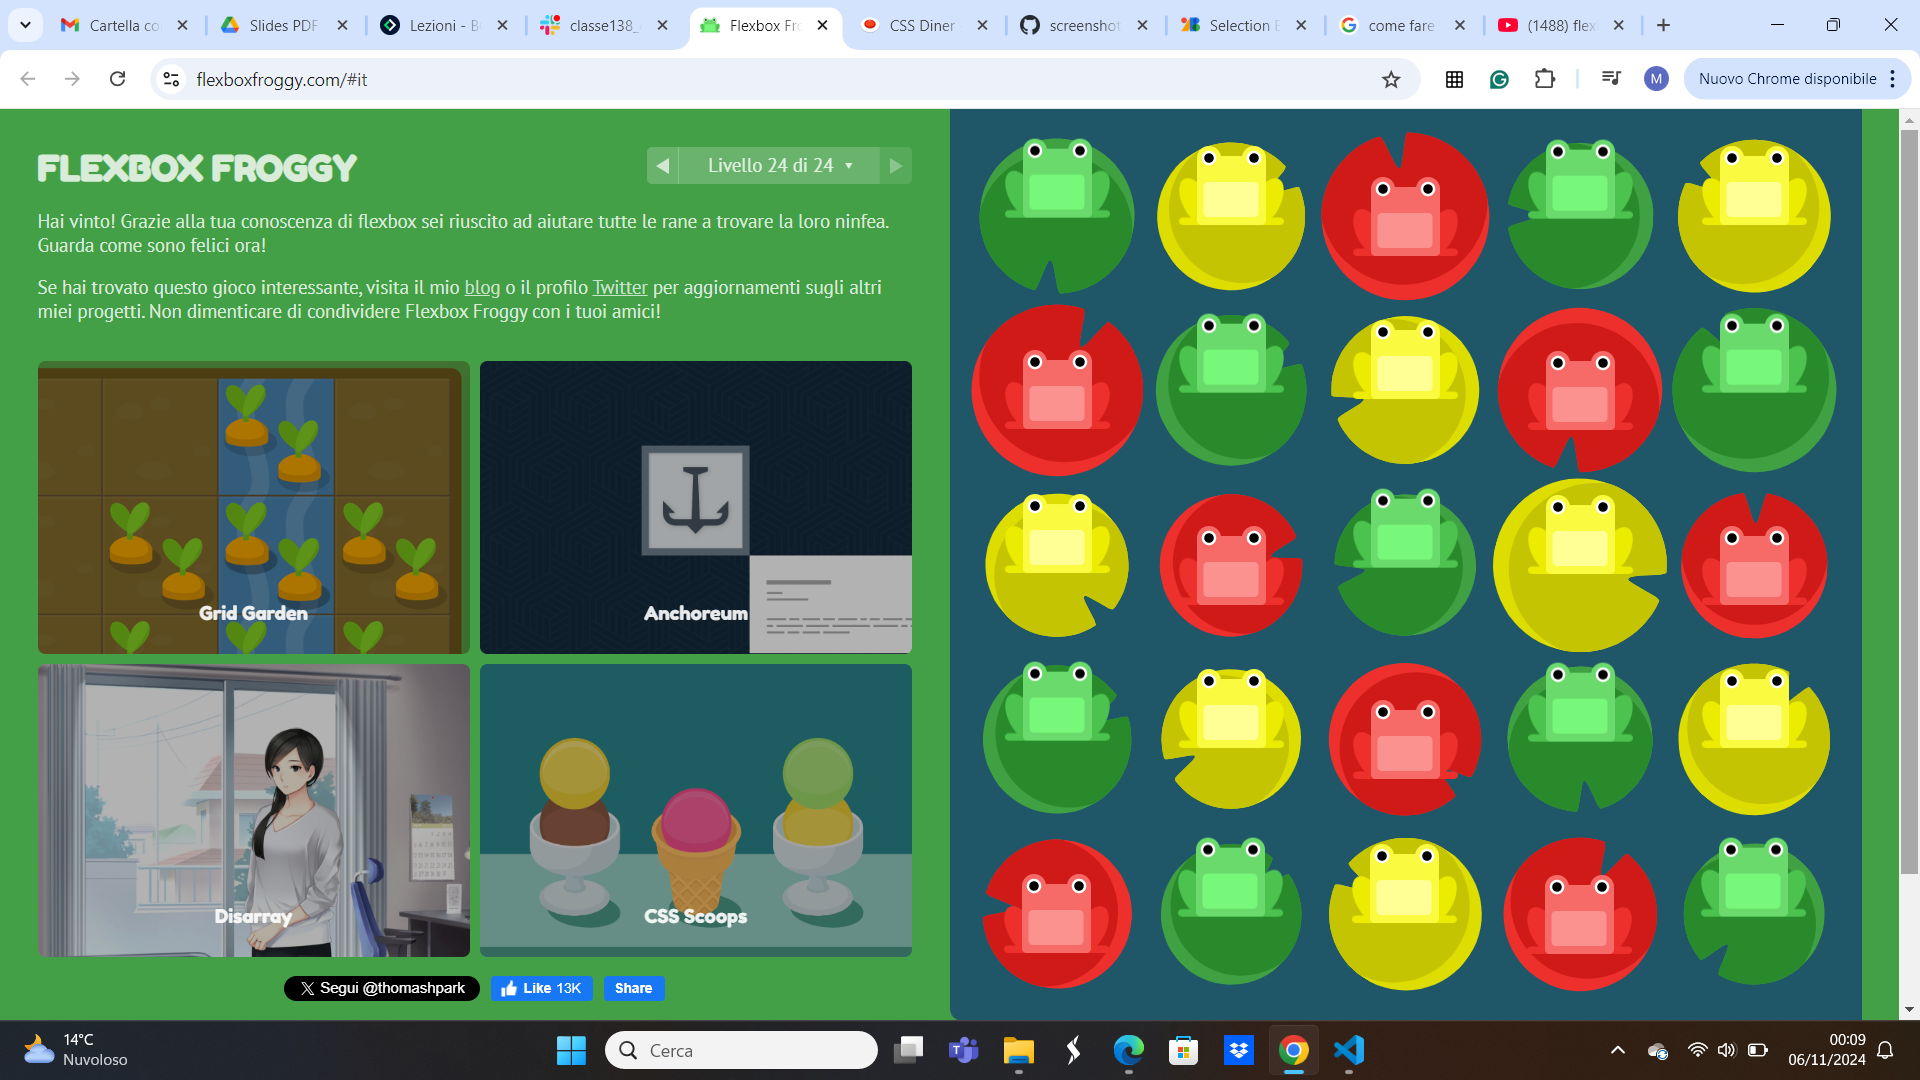 Cartella co
Slides PDF
Lezioni - B
classe138_
Flexbox Fro
CSS Diner
screenshot
Selection E
come fare
(1488) flex
flexboxfroggy.com/#it
M
Nuovo Chrome disponibile
FLEXBOX FROGGY
Livello 24 di 24
Hai vinto! Grazie alla tua conoscenza di flexbox sei riuscito ad aiutare tutte le rane a trovare la loro ninfea.
Guarda come sono felici ora!
Se hai trovato questo gioco interessante, visita il mio blog o il profilo Twitter per aggiornamenti sugli altri
miei progetti. Non dimenticare di condividere Flexbox Froggy con i tuoi amici!
Grid Garden
Anchoreum
Disarray
CSS Scoops
Segui @thomashpark
Like 13K
Share
14°C
Nuvoloso
Cerca
00:09
06/11/2024